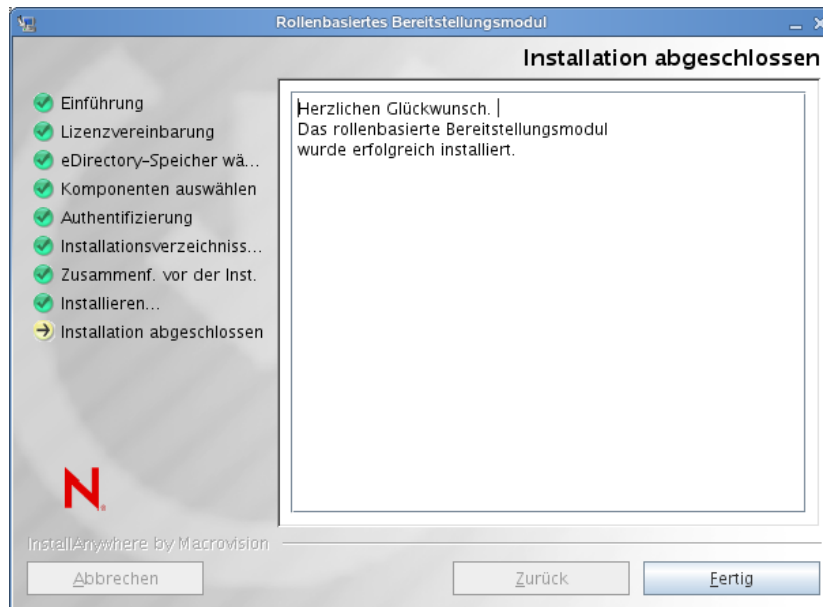 Rollenbasiertes Bereitstellungsmodul
Installation abgeschlossen
Einführung
Lizenzvereinbarung
eDirectory-Speicher wä...
Komponenten auswählen
Authentifizierung
Installationsverzeichniss...
Zusammenf. vor der Inst.
Installieren...
Installation abgeschlossen
Herzlichen Glückwunsch.
Das rollenbasierte Bereitstellungsmodul
wurde erfolgreich installiert.
N
InstallAnywhere by Macrovision
Abbrechen
Zurück
Fertig